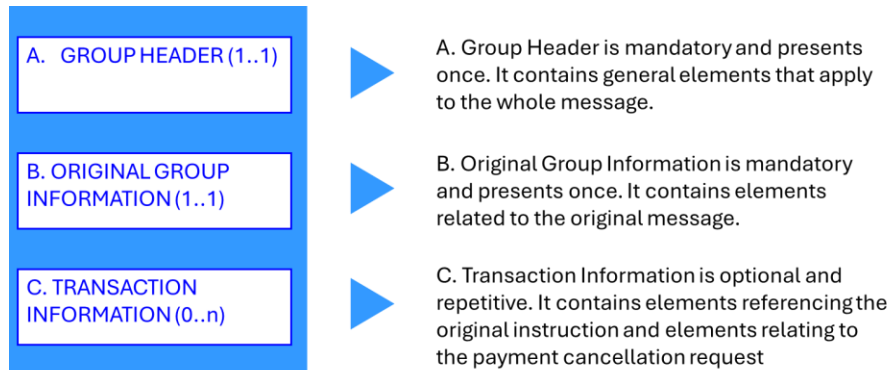 A. GROUP HEADER (1..1)
A. Group Header is mandatory and presents
once. It contains general elements that apply
to the whole message.
B. ORIGINAL GROUP
INFORMATION (1..1)
B. Original Group Information is mandatory
and presents once. It contains elements
related to the original message.
C. TRANSACTION
INFORMATION (0..n)
C. Transaction Information is optional and
repetitive. It contains elements referencing the
original instruction and elements relating to
the payment cancellation request